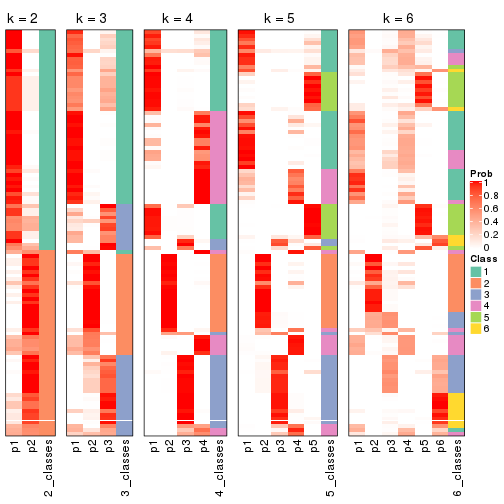 k = 2
k = 3
k = 4
k = 5
k = 6
Prob
1
0.8
0.6
0.4
0.2
0
Class
1
2
3
4
5
6
p1
p2
2_classes
p1
p2
p3
3_classes
p1
p2
p3
p4
4_classes
p1
p2
p3
p4
p5
5_classes
p1
p2
p3
p4
p5
p6
6_classes